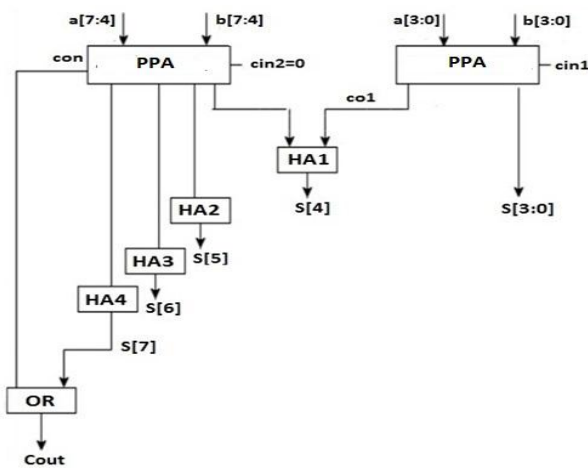 a[7:4]
b[7:4]
a[3:0]
b[3:0]
con
PPA
cin2=0
PPA
cin1
co1
HA1
S[4]
S[3:0]
HA2
S[5]
HA3
S[6]
HA4
S[7]
OR
Cout